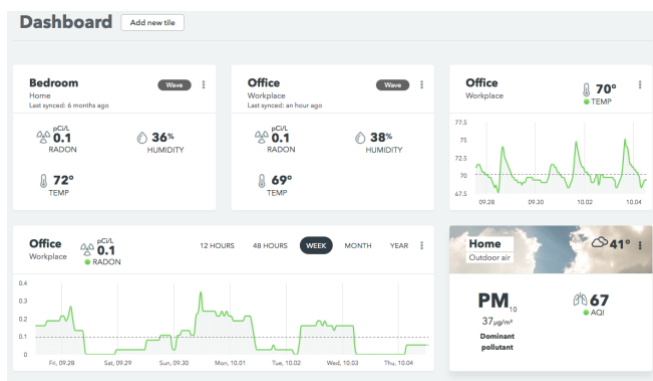 Dashboard
Add new tile
Bedroom
Wave
Home
Last synced: 6 months ago
pCi/L
0.1
RADON
36%
HUMIDITY
72°
TEMP
Office
Wave
Workplace
Last synced: an hour ago
pCi/L
0.1
RADON
38%
HUMIDITY
69°
TEMP
Office
Workplace
70°
TEMP
77.5
75
72.5
70
67.5
09.28 09.30 10.02 10.04
Office
Workplace
pCi/L
0.1
RADON
12 HOURS 48 HOURS WEEK MONTH YEAR
0.4
0.3
0.2
0.1
0
Fri, 09.28 Sat, 09.29 Sun, 09.30 Mon, 10.01 Tue, 10.02 Wed, 10.03 Thu, 10.04
Home
Outdoor air
41°
PM10
37μg/m³
Dominant
pollutant
67
AQI